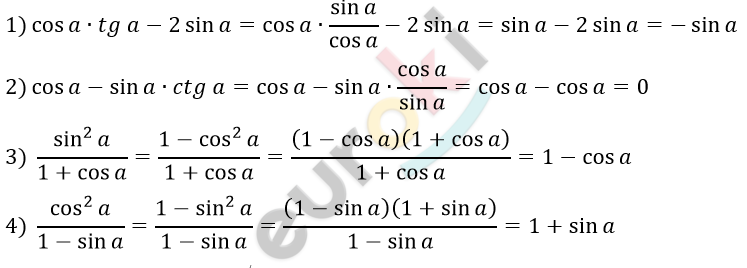 1) cos a · tg a − 2 sin a = cos a · sin a / cos a − 2 sin a = sin a − 2 sin a = − sin a
2) cos a − sin a · ctg a = cos a − sin a · cos a / sin a = cos a − cos a = 0
3) sin² a / 1 + cos a = 1 − cos² a / 1 + cos a = (1 − cos a)(1 + cos a) / 1 + cos a = 1 − cos a
4) cos² a / 1 − sin a = 1 − sin² a / 1 − sin a = (1 − sin a)(1 + sin a) / 1 − sin a = 1 + sin a
euroki